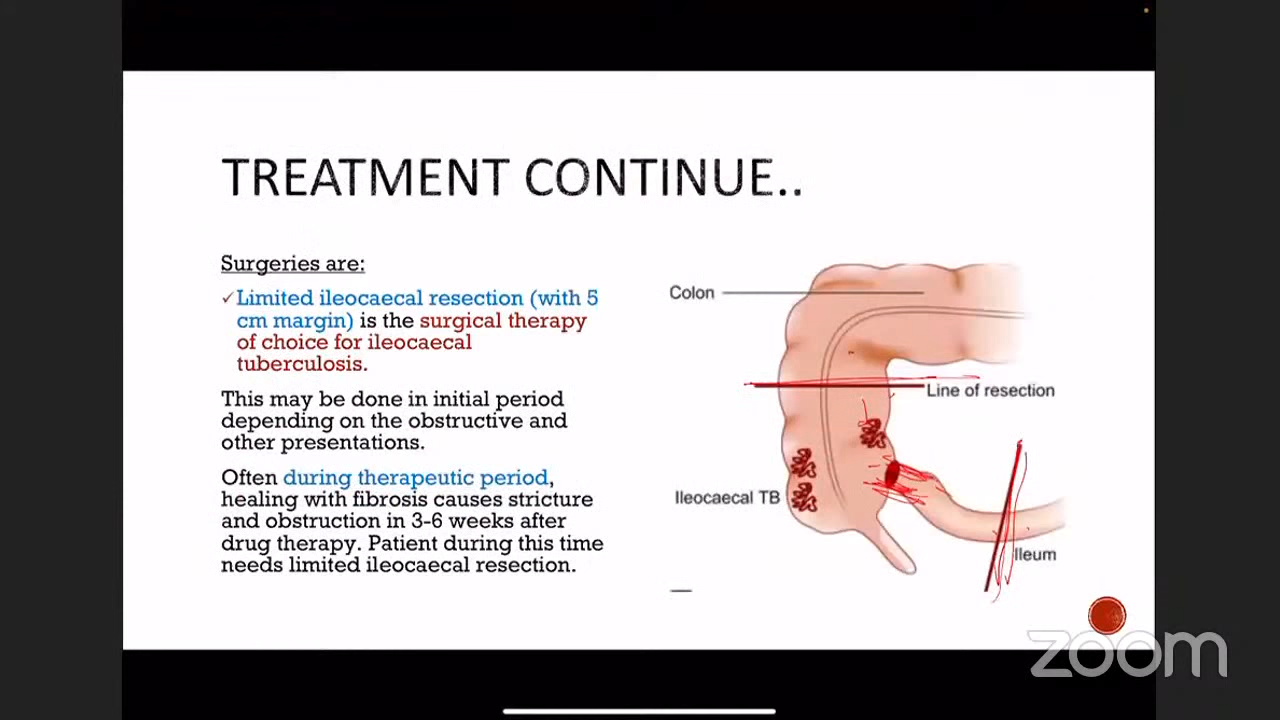 TREATMENT CONTINUE..
Surgeries are:
✓Limited ileocaecal resection (with 5
cm margin) is the surgical therapy
of choice for ileocaecal
tuberculosis.
This may be done in initial period
depending on the obstructive and
other presentations.
Often during therapeutic period,
healing with fibrosis causes stricture
and obstruction in 3-6 weeks after
drug therapy. Patient during this time
needs limited ileocaecal resection.
Colon
Line of resection
Ileocaecal TB
Ileum
zoom